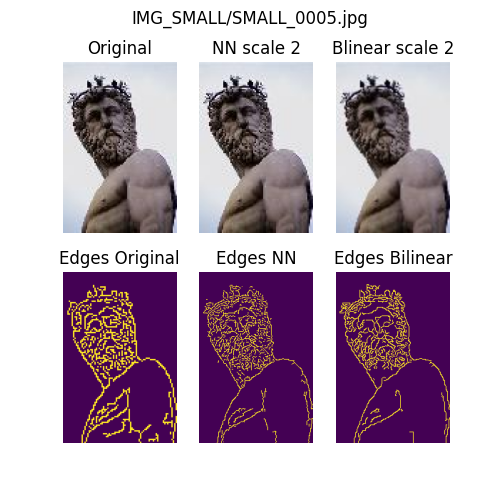 IMG_SMALL/SMALL_0005.jpg
Original
NN scale 2
Blinear scale 2
Edges Original
Edges NN
Edges Bilinear